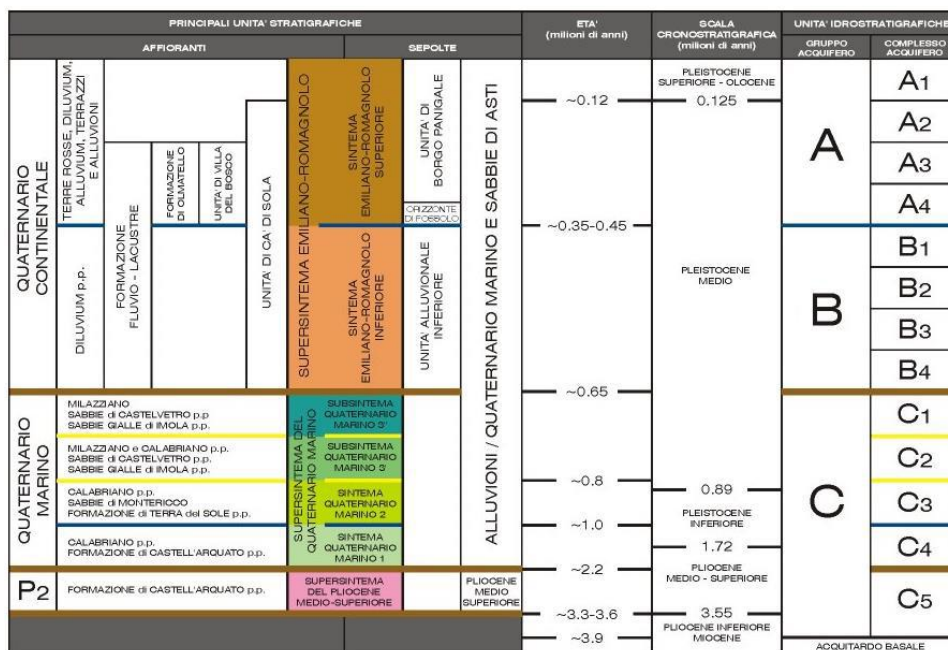 PRINCIPALI UNITA' STRATIGRAFICHE
ETA'
(milioni di anni)
SCALA
CRONOSTRATIGRAFICA
(milioni di anni)
UNITA' IDROSTRATIGRAFICHE
AFFIORANTI
SEPOLTE
GRUPPO
ACQUIFERO
COMPLESSO
ACQUIFERO
QUATERNARIO
CONTINENTALE
TERRE ROSSE, DILUVIUM,
ALLUVIUM, TERRAZZI
E ALLUVIONI
DILUVIUM p.p.
FORMAZIONE
FLUVIO - LACUSTRE
FORMAZIONE
DI OLMATELLO
UNITA' DI VILLA
DEL BOSCO
UNITA' DI CA' DI SOLA
SUPERSINTEMA EMILIANO-ROMAGNOLO
SINTEMA
EMILIANO-ROMAGNOLO
SUPERIORE
SINTEMA
EMILIANO-ROMAGNOLO
INFERIORE
UNITA' DI
BORGO PANIGALE
ORIZZONTE
DI FOSSOLO
UNITA' ALLUVIONALE
INFERIORE
ALLUVIONI / QUATERNARIO MARINO E SABBIE DI ASTI
QUATERNARIO
MARINO
MILAZZIANO
SABBIE di CASTELVETRO p.p
SABBIE GIALLE di IMOLA p.p.
MILAZZIANO e CALABRIANO p.p.
SABBIE di CASTELVETRO p.p.
SABBIE GIALLE di IMOLA p.p.
CALABRIANO p.p.
SABBIE di MONTERICCO
FORMAZIONE di TERRA del SOLE p.p.
CALABRIANO p.p.
FORMAZIONE di CASTELL'ARQUATO p.p.
SUPERSINTEMA DEL
QUATERNARIO MARINO
SUBSINTEMA
QUATERNARIO
MARINO 3"
SUBSINTEMA
QUATERNARIO
MARINO 3'
SINTEMA
QUATERNARIO
MARINO 2
SINTEMA
QUATERNARIO
MARINO 1
P2
FORMAZIONE di CASTELL'ARQUATO p.p.
SUPERSINTEMA
DEL PLIOCENE
MEDIO-SUPERIORE
PLIOCENE
MEDIO
SUPERIORE
~0.12
~0.35-0.45
~0.65
~0.8
~1.0
~2.2
~3.3-3.6
~3.9
PLEISTOCENE
SUPERIORE - OLOCENE
0.125
PLEISTOCENE
MEDIO
0.89
PLEISTOCENE
INFERIORE
1.72
PLIOCENE
MEDIO - SUPERIORE
3.55
PLIOCENE INFERIORE
MIOCENE
A
B
C
A1
A2
A3
A4
B1
B2
B3
B4
C1
C2
C3
C4
C5
ACQUITARDO BASALE